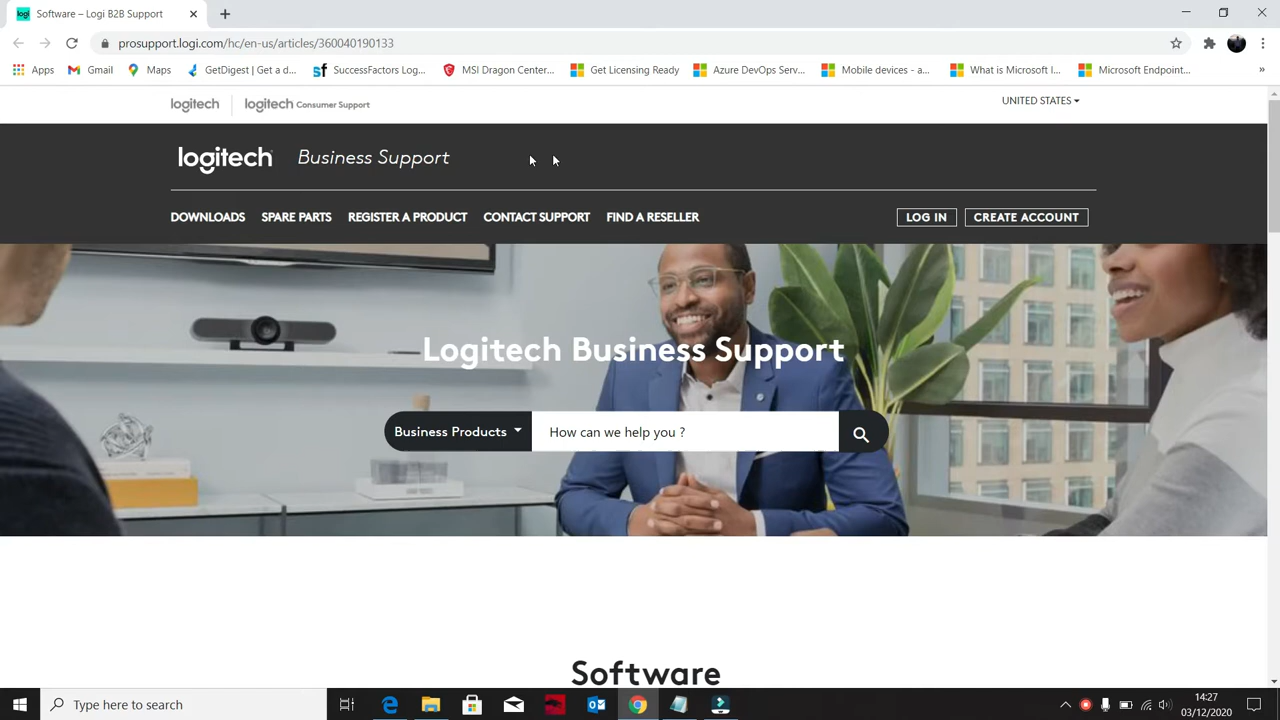 Software – Logi B2B Support
prosupport.logi.com/hc/en-us/articles/360040190133
Apps
Gmail
Maps
GetDigest | Get a d...
SuccessFactors Log...
MSI Dragon Center...
Get Licensing Ready
Azure DevOps Serv...
Mobile devices - a...
What is Microsoft I...
Microsoft Endpoint...
»
logitech
logitech Consumer Support
UNITED STATES
logitech
Business Support
DOWNLOADS
SPARE PARTS
REGISTER A PRODUCT
CONTACT SUPPORT
FIND A RESELLER
LOG IN
CREATE ACCOUNT
Logitech Business Support
Business Products
How can we help you ?
Software
Type here to search
14:27
03/12/2020